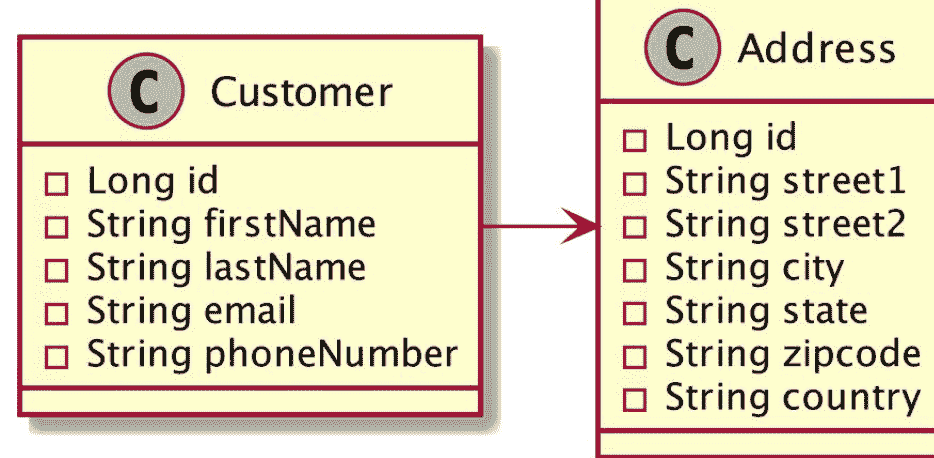 C Customer
Long id
String firstName
String lastName
String email
String phoneNumber
C Address
Long id
String street1
String street2
String city
String state
String zipcode
String country